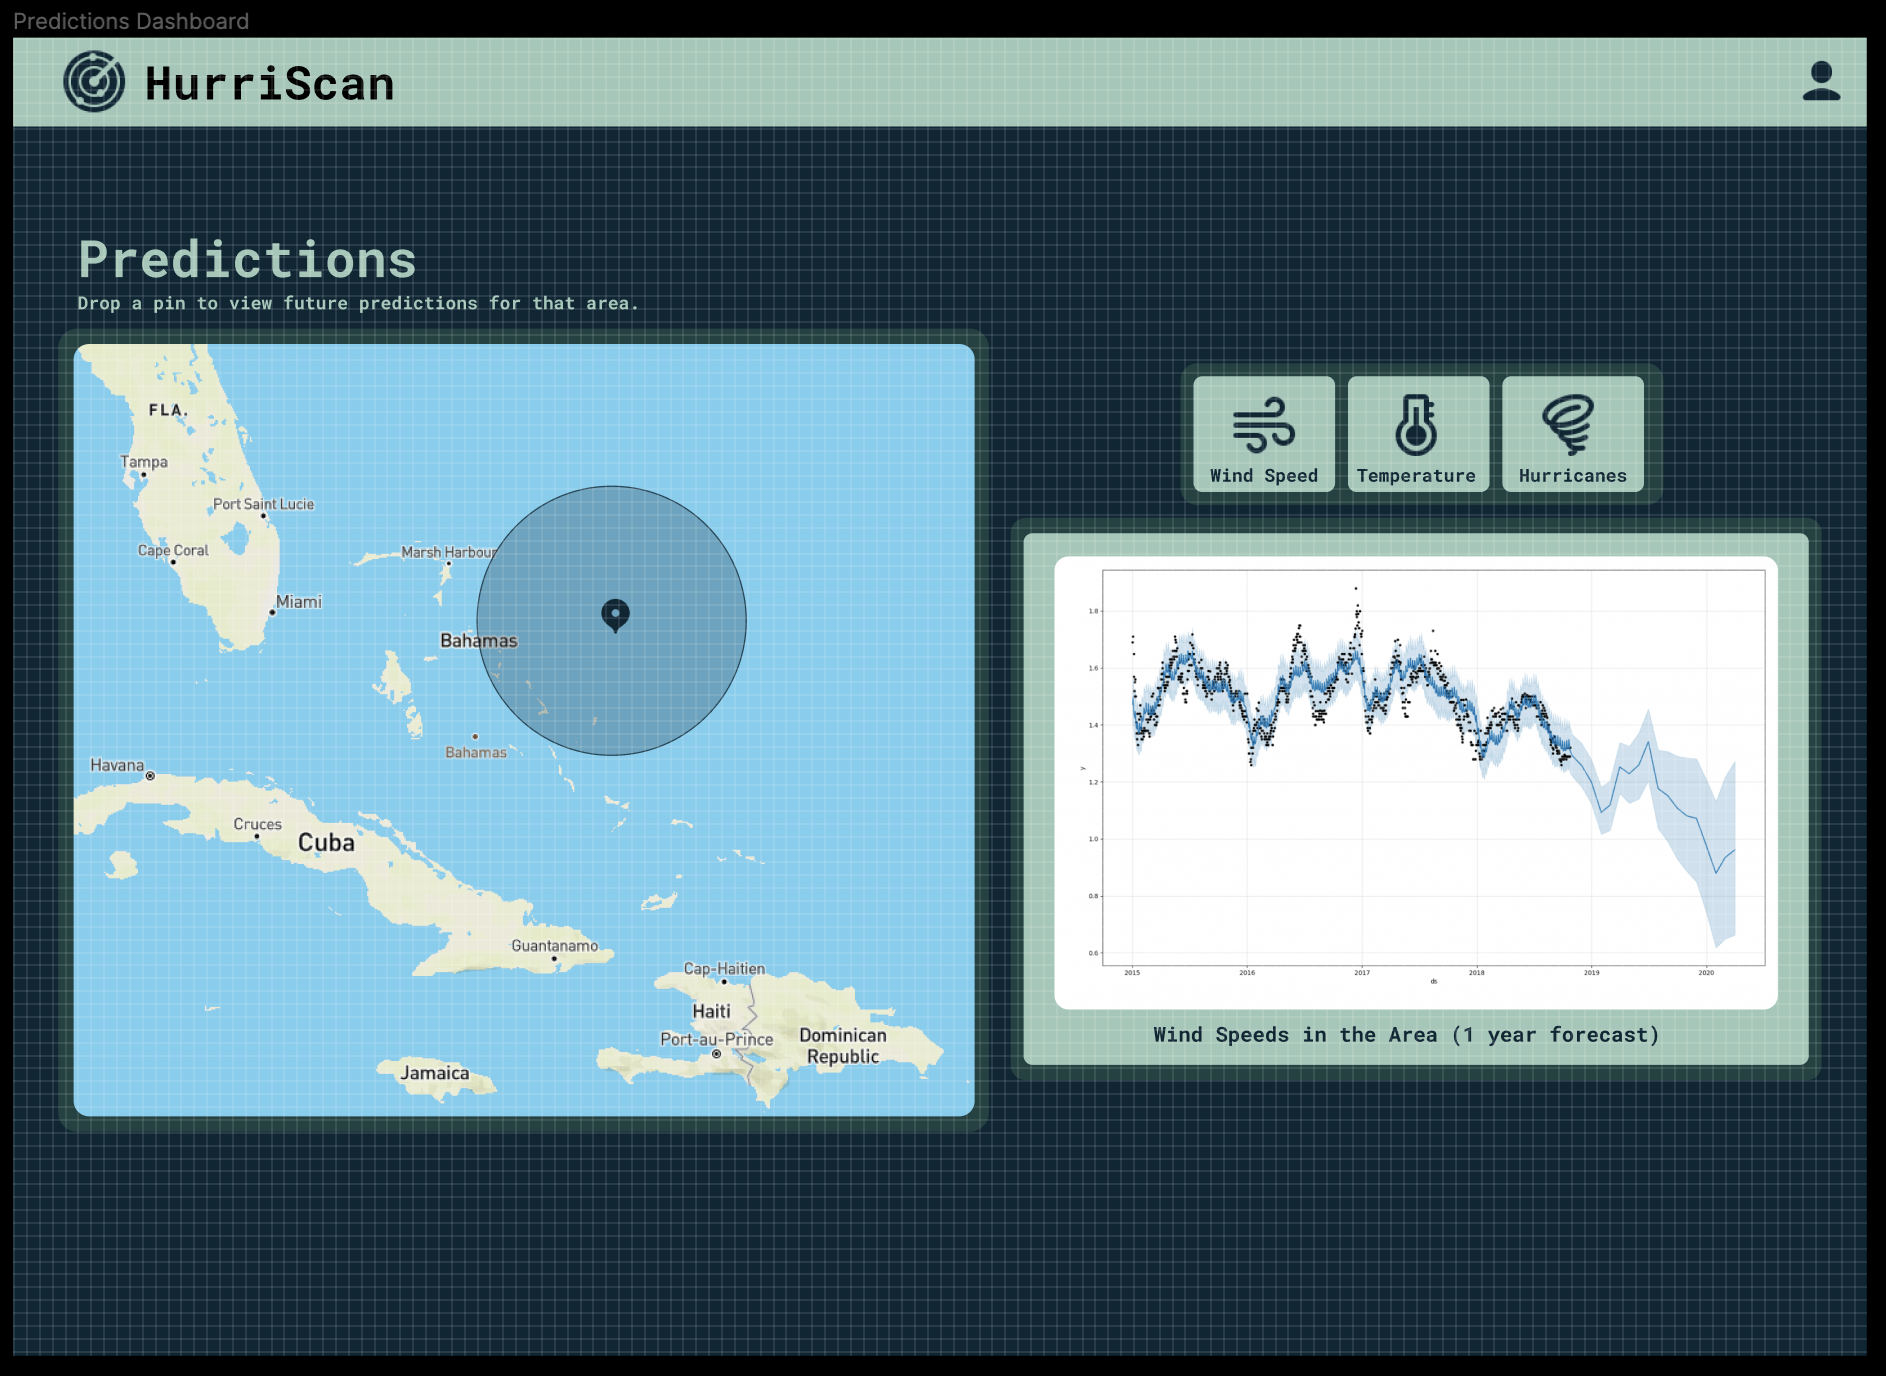 Predictions Dashboard
HurriScan
Predictions
Drop a pin to view future predictions for that area.
FLA.
Tampa
Port Saint Lucie
Cape Coral
Marsh Harbour
Miami
Bahamas
Bahamas
Havana
Cruces
Cuba
Guantanamo
Cap-Haitien
Haiti
Port-au-Prince
Dominican
Republic
Jamaica
Wind Speed
Temperature
Hurricanes
1.8
1.6
1.4
1.2
1.0
0.8
0.6
y
2015 2016 2017 2018 2019 2020
ds
Wind Speeds in the Area (1 year forecast)